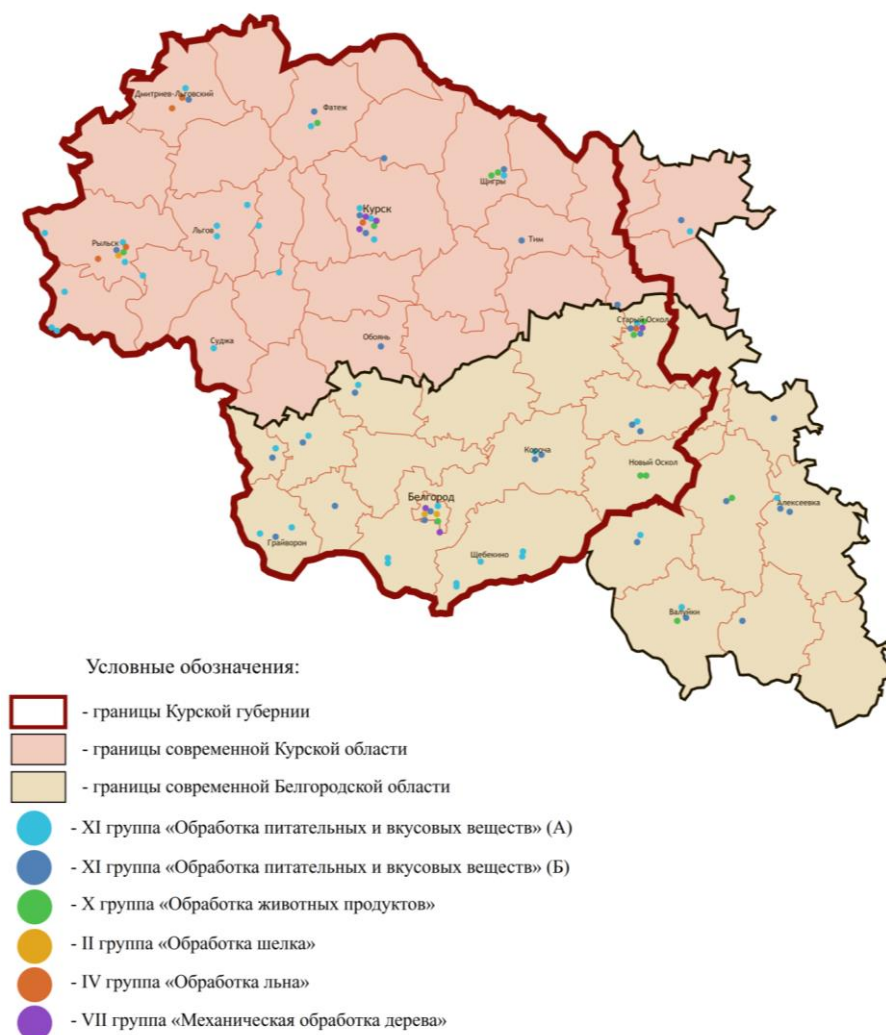 Дмитриев-Льговский
Фатеж
Щигры
Курск
Рыльск
Льгов
Тим
Старый Оскол
Суджа
Обоянь
Короча
Новый Оскол
Белгород
Алексеевка
Грайворон
Щебекино
Валуйки
Условные обозначения:
- границы Курской губернии
- границы современной Курской области
- границы современной Белгородской области
- XI группа «Обработка питательных и вкусовых веществ» (А)
- XI группа «Обработка питательных и вкусовых веществ» (Б)
- X группа «Обработка животных продуктов»
- II группа «Обработка шелка»
- IV группа «Обработка льна»
- VII группа «Механическая обработка дерева»